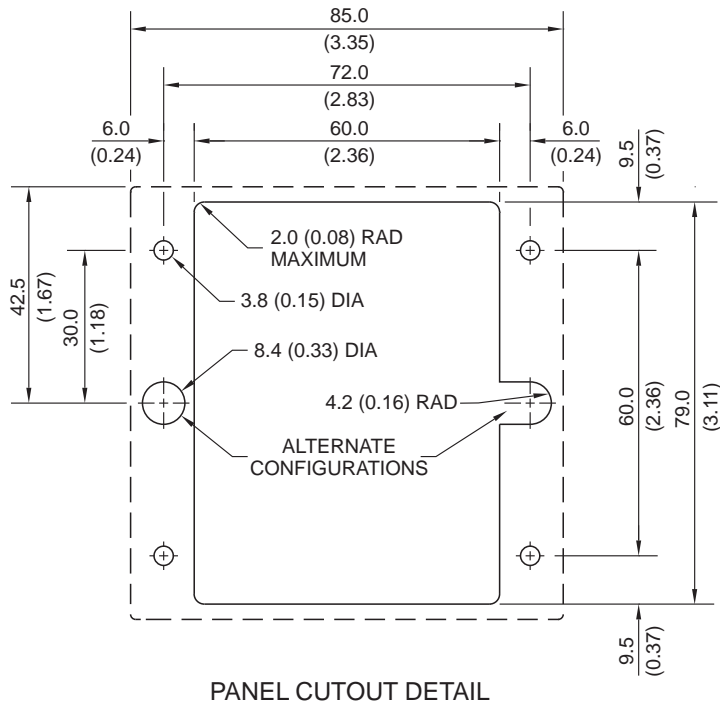 85.0
(3.35)
72.0
(2.83)
6.0
(0.24)
60.0
(2.36)
6.0
(0.24)
9.5
(0.37)
42.5
(1.67)
30.0
(1.18)
2.0 (0.08) RAD
MAXIMUM
3.8 (0.15) DIA
8.4 (0.33) DIA
4.2 (0.16) RAD
ALTERNATE
CONFIGURATIONS
60.0
(2.36)
79.0
(3.11)
9.5
(0.37)
PANEL CUTOUT DETAIL